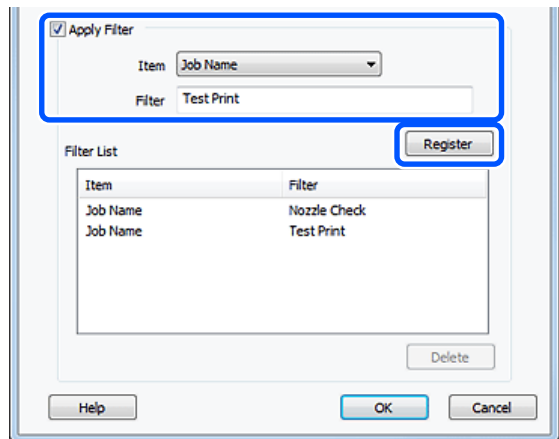 Apply Filter
Item Job Name
Filter Test Print
Register
Filter List
Item Filter
Job Name Nozzle Check
Job Name Test Print
Delete
Help OK Cancel